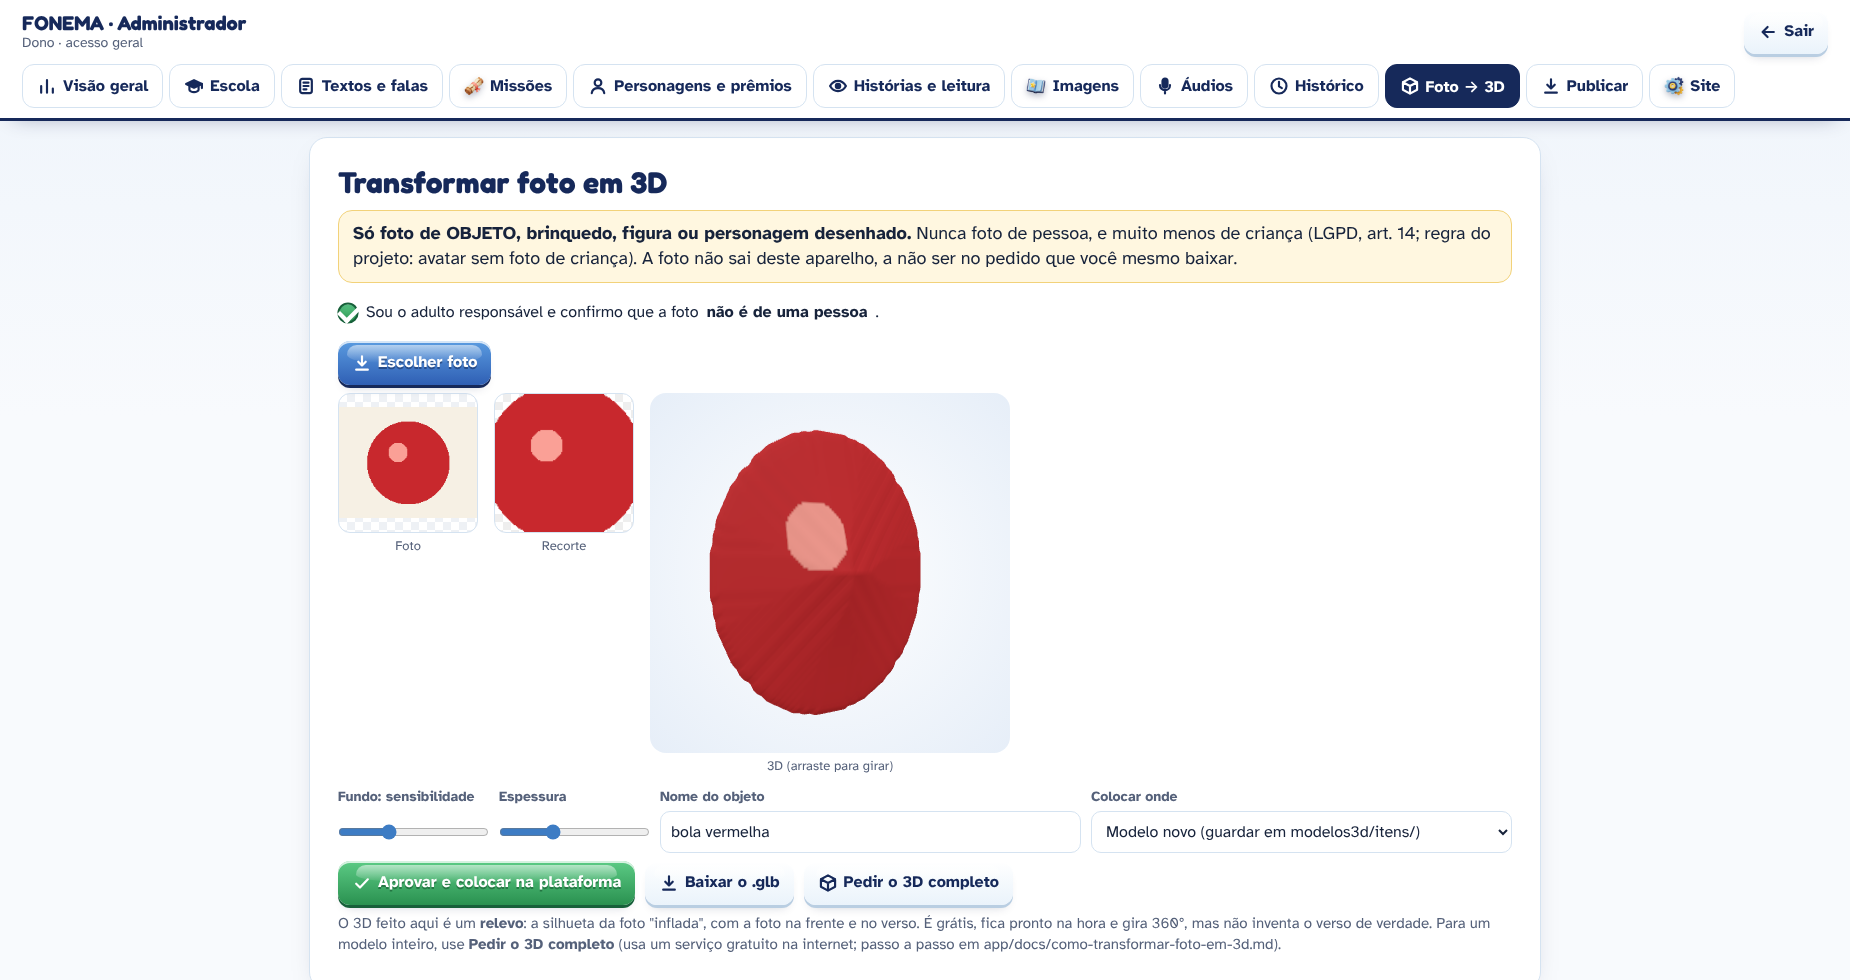 FONEMA · Administrador
Dono · acesso geral
Sair
Visão geral
Escola
Textos e falas
Missões
Personagens e prêmios
Histórias e leitura
Imagens
Áudios
Histórico
Foto → 3D
Publicar
Site
Transformar foto em 3D
Só foto de OBJETO, brinquedo, figura ou personagem desenhado. Nunca foto de pessoa, e muito menos de criança (LGPD, art. 14; regra do
projeto: avatar sem foto de criança). A foto não sai deste aparelho, a não ser no pedido que você mesmo baixar.
Sou o adulto responsável e confirmo que a foto não é de uma pessoa .
Escolher foto
Foto
Recorte
3D (arraste para girar)
Fundo: sensibilidade
Espessura
Nome do objeto
Colocar onde
bola vermelha
Modelo novo (guardar em modelos3d/itens/)
Aprovar e colocar na plataforma
Baixar o .glb
Pedir o 3D completo
O 3D feito aqui é um relevo: a silhueta da foto "inflada", com a foto na frente e no verso. É grátis, fica pronto na hora e gira 360°, mas não inventa o verso de verdade. Para um
modelo inteiro, use Pedir o 3D completo (usa um serviço gratuito na internet; passo a passo em app/docs/como-transformar-foto-em-3d.md).